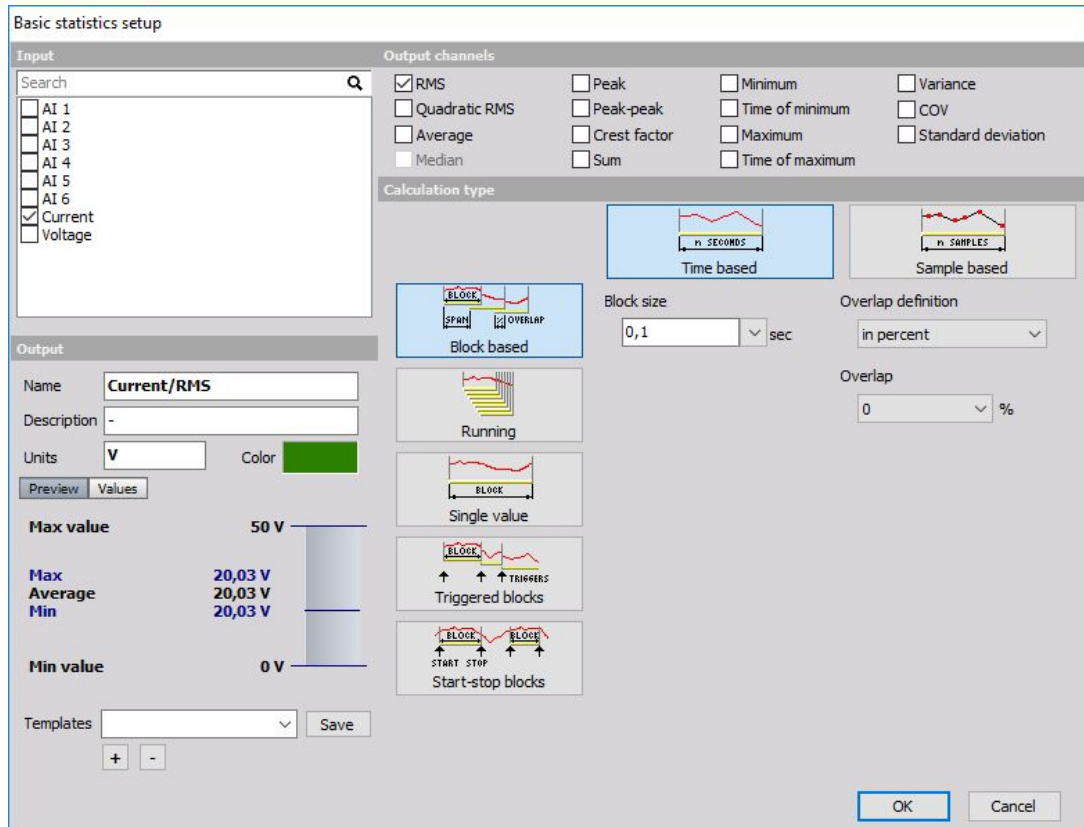 Basic statistics setup
Input
Search
AI 1
AI 2
AI 3
AI 4
AI 5
AI 6
Current
Voltage
Output channels
RMS Peak Minimum Variance
Quadratic RMS Peak-peak Time of minimum COV
Average Crest factor Maximum Standard deviation
Median Sum Time of maximum
Calculation type
n SECONDS
Time based
n SAMPLES
Sample based
BLOCK
SPAN % OVERLAP
Block based
Block size
0,1 sec
Overlap definition
in percent
Overlap
0 %
Running
BLOCK
Single value
BLOCK
TRIGGERS
Triggered blocks
BLOCK BLOCK
START STOP
Start-stop blocks
Output
Name Current/RMS
Description -
Units V Color
Preview Values
Max value 50 V
Max 20,03 V
Average 20,03 V
Min 20,03 V
Min value 0 V
Templates Save
+ -
OK Cancel